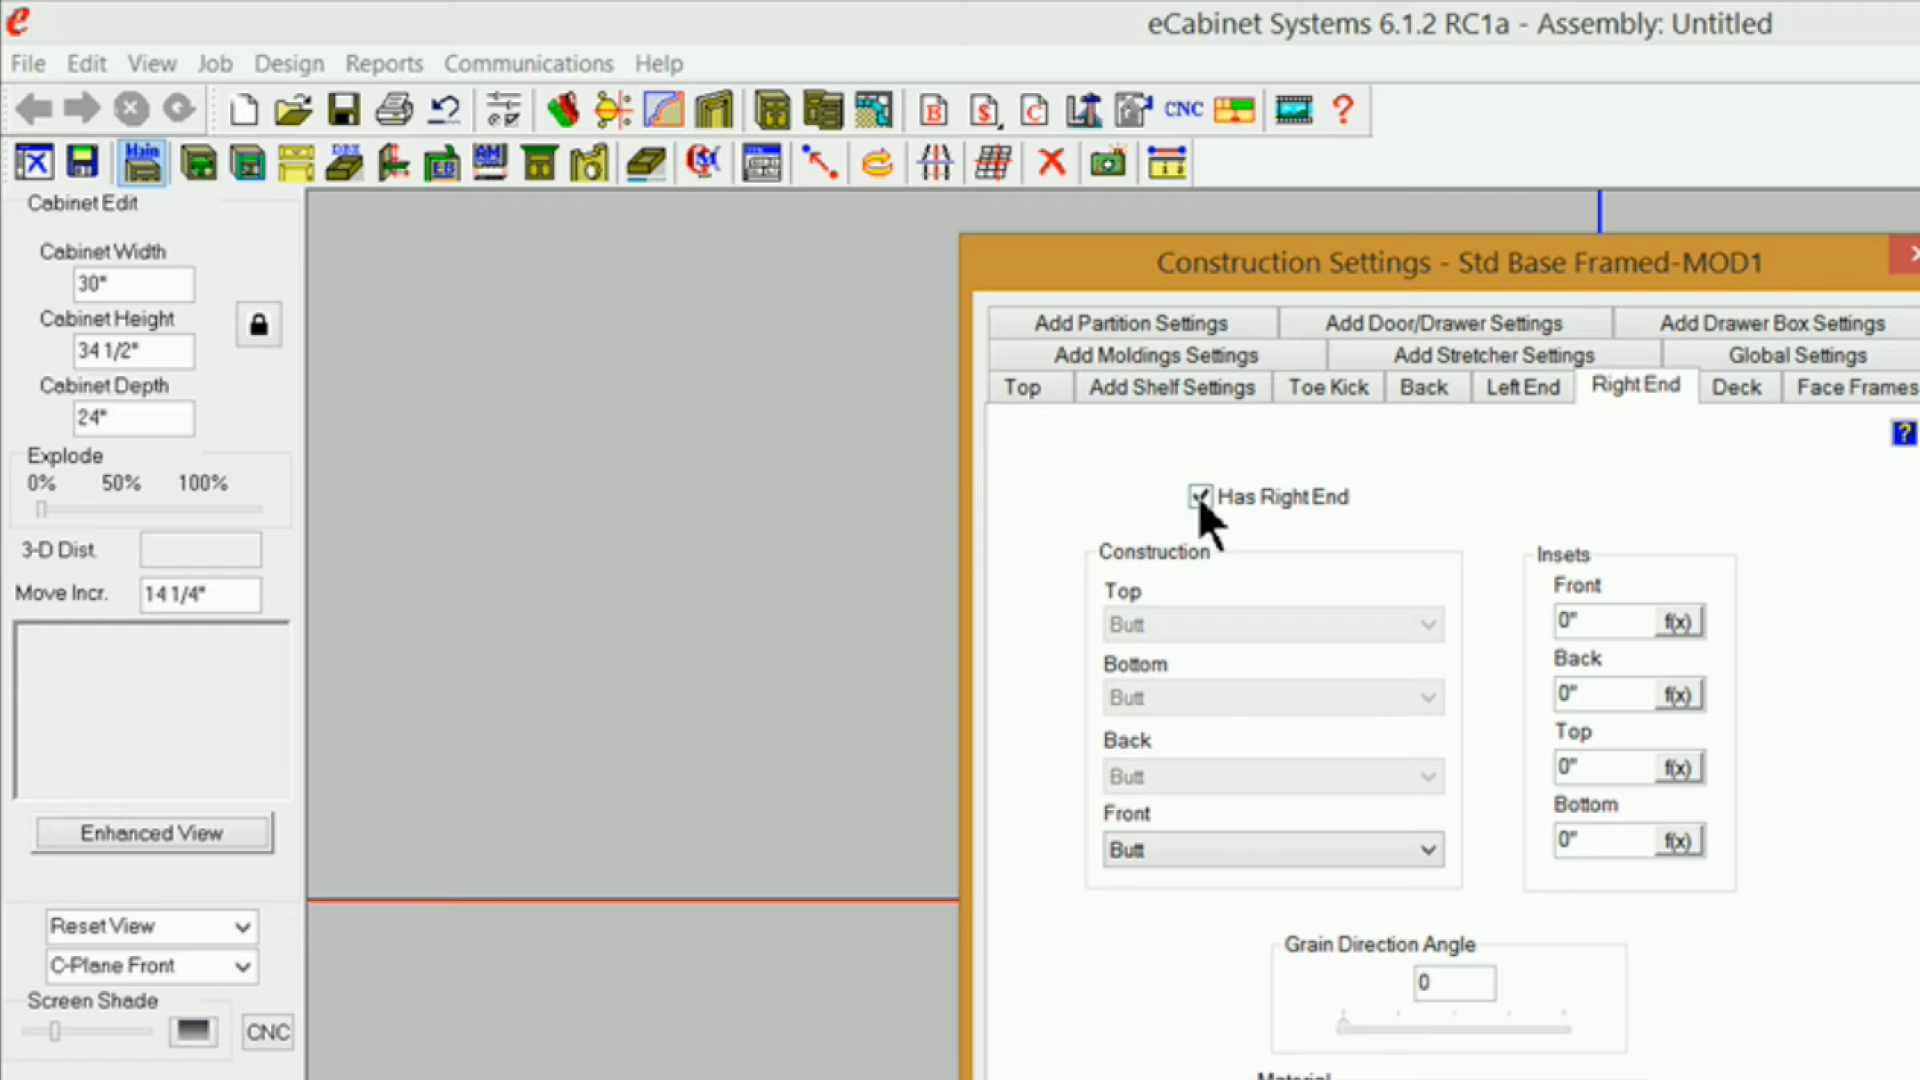 eCabinet Systems 6.1.2 RC1a - Assembly: Untitled
File Edit View Job Design Reports Communications Help
B $ C CNC ?
Main DBX EB AM
Cabinet Edit
Cabinet Width
30"
Cabinet Height
34 1/2"
Cabinet Depth
24"
Explode
0% 50% 100%
3-D Dist.
Move Incr. 14 1/4"
Enhanced View
Reset View
C-Plane Front
Screen Shade
CNC
Construction Settings - Std Base Framed-MOD1
Add Partition Settings Add Door/Drawer Settings Add Drawer Box Settings
Add Moldings Settings Add Stretcher Settings Global Settings
Top Add Shelf Settings Toe Kick Back Left End Right End Deck Face Frames
?
Has Right End
Construction
Top
Butt
Bottom
Butt
Back
Butt
Front
Butt
Insets
Front
0" f(x)
Back
0" f(x)
Top
0" f(x)
Bottom
0" f(x)
Grain Direction Angle
0
Material